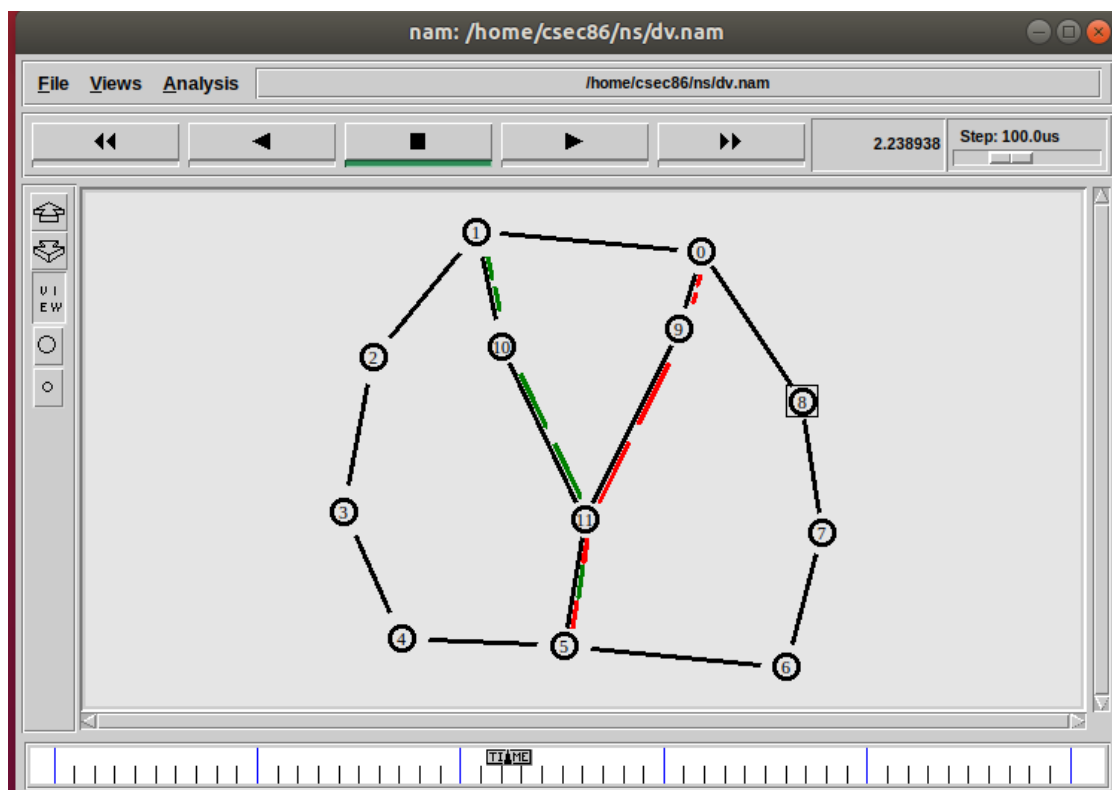 nam: /home/csec86/ns/dv.nam
File Views Analysis /home/csec86/ns/dv.nam
2.238938 Step: 100.0us
V I
E W
1
0
9
10
2
8
3
11
7
4
5
6
TIME